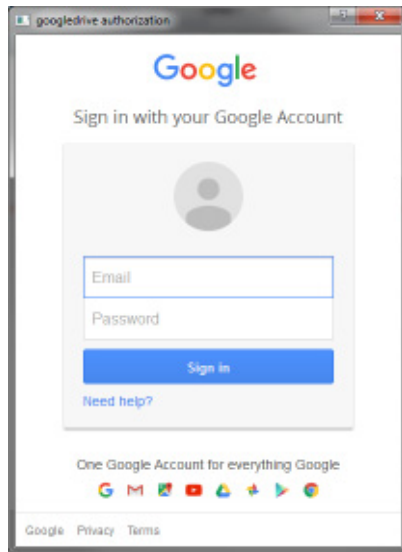 googledrive authorization
Google
Sign in with your Google Account
Email
Password
Sign in
Need help?
One Google Account for everything Google
Google Privacy Terms